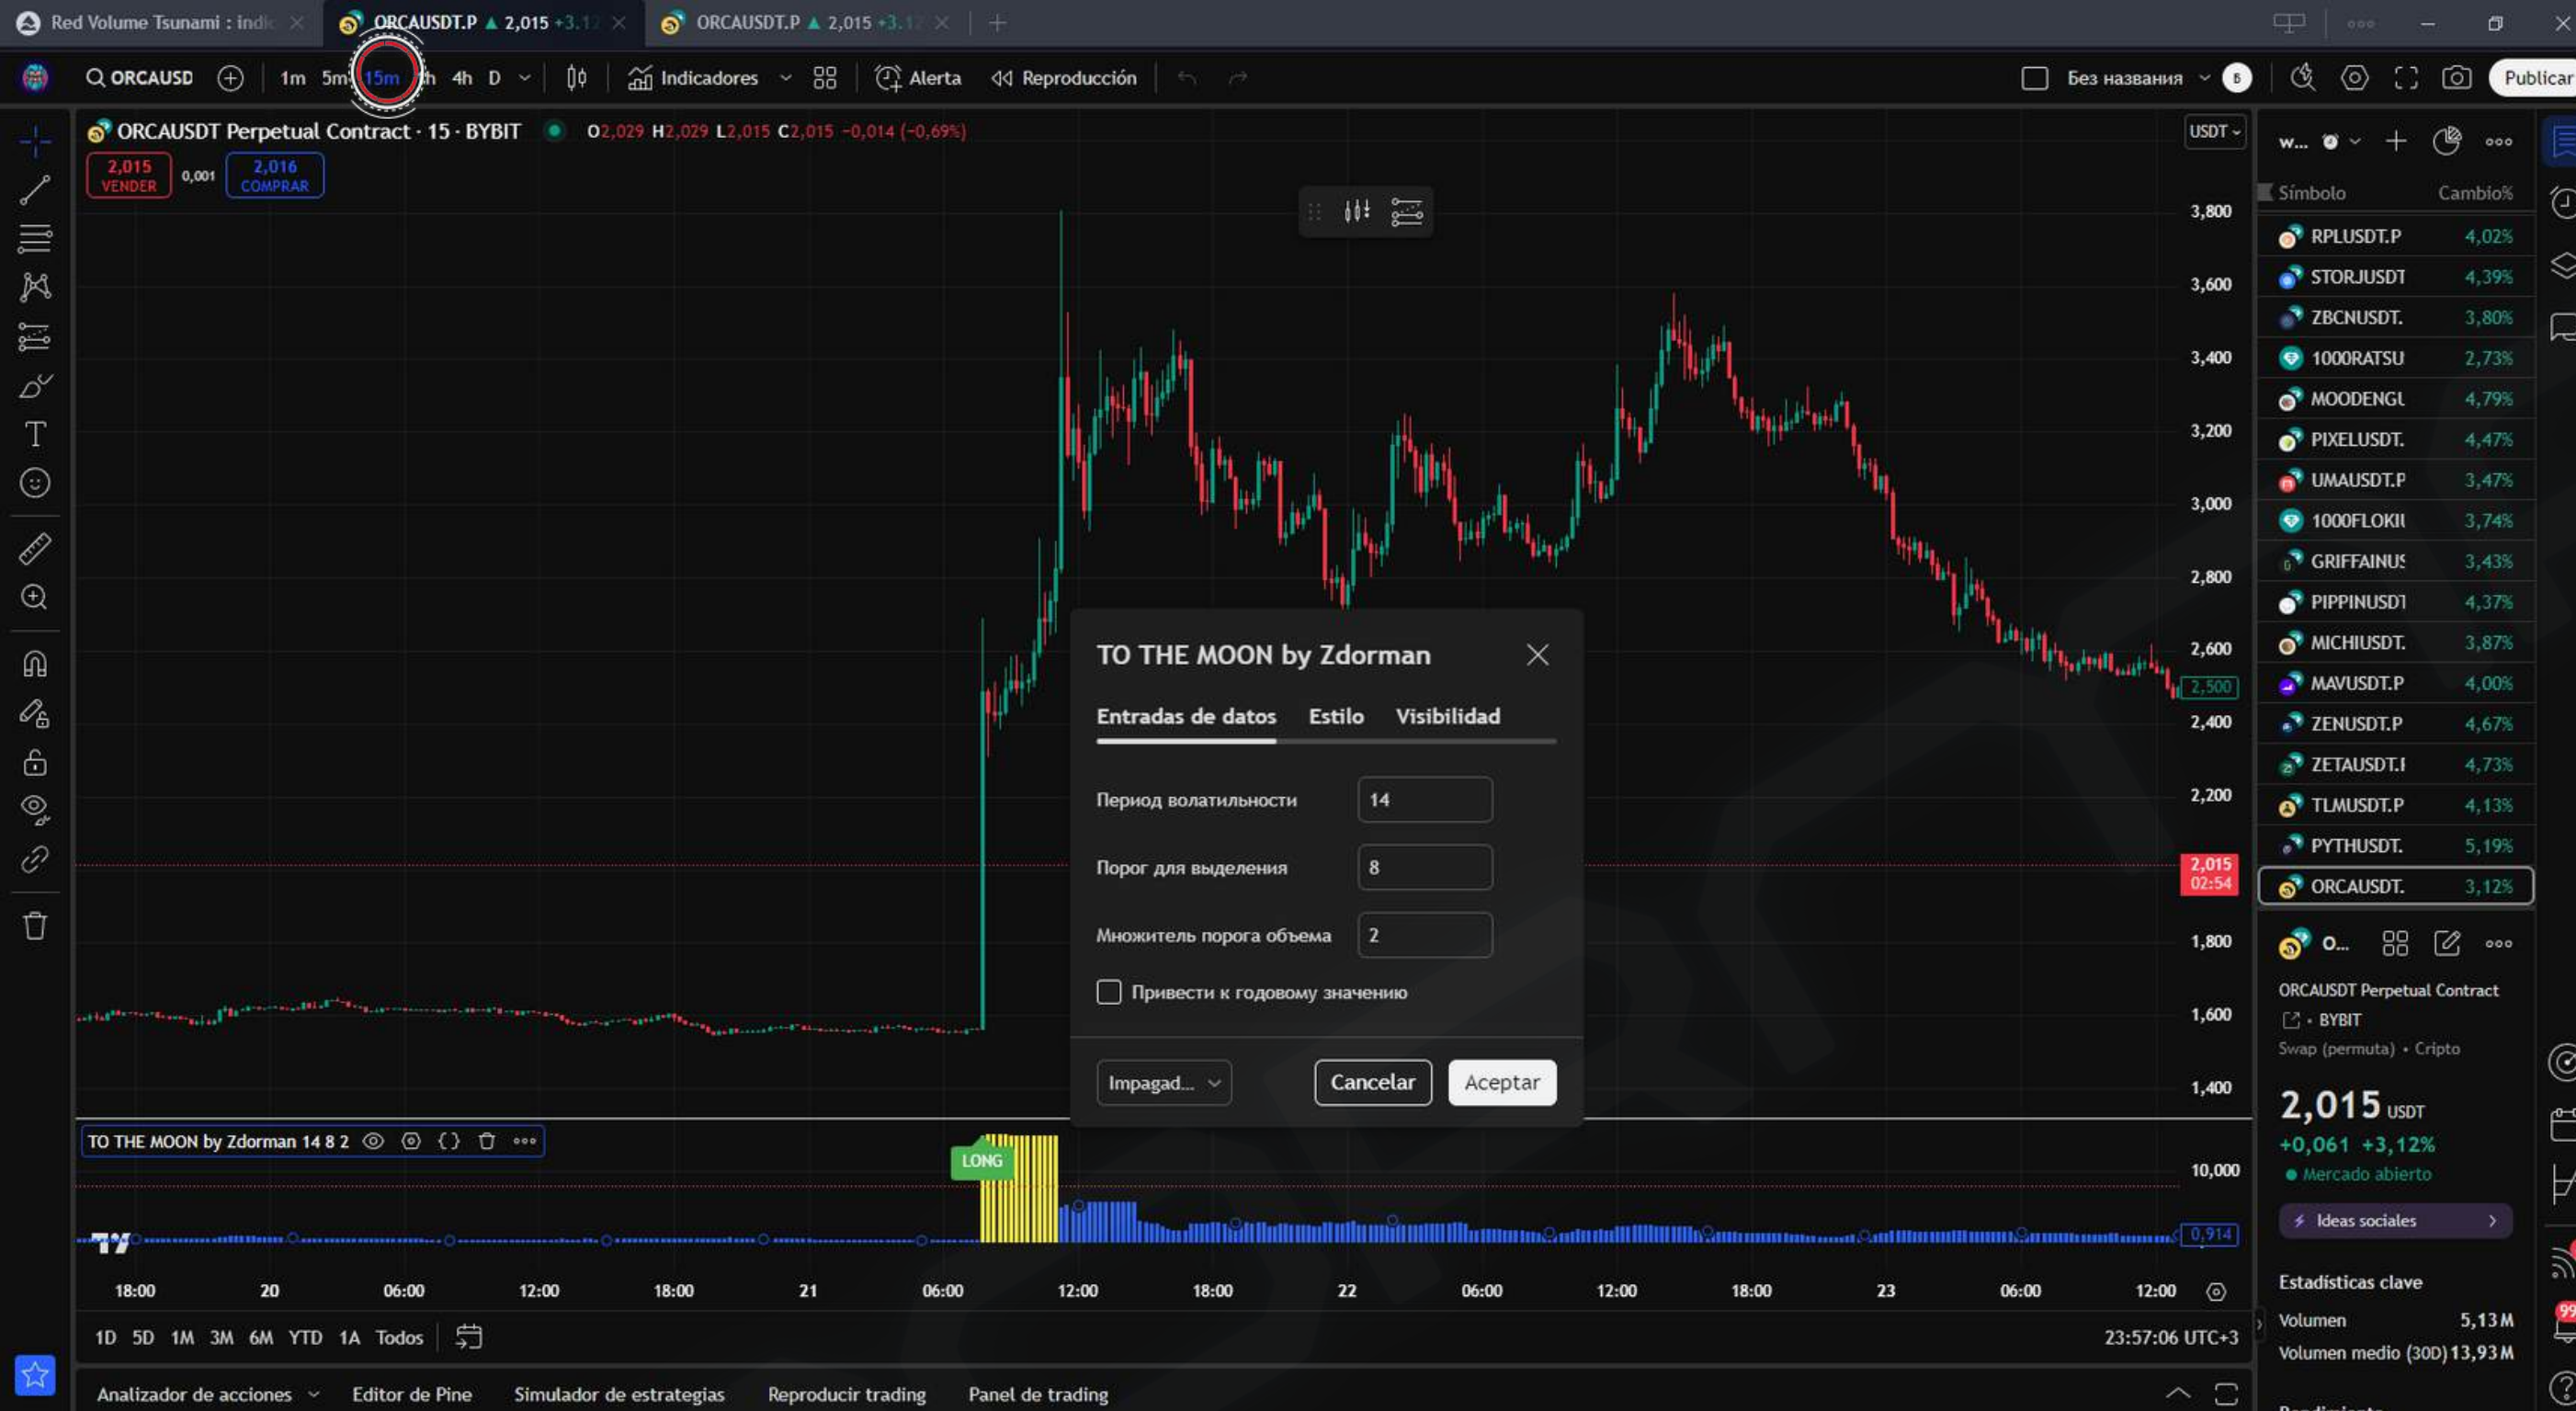 Red Volume Tsunami : indi
ORCAUSDT.P ▲ 2,015 +3.12
ORCAUSDT.P ▲ 2,015 +3.12
ORCAUSD
1m 5m 15m 4h D
Indicadores
Alerta
Reproducción
Без названия
Б
Publicar
ORCAUSDT Perpetual Contract · 15 · BYBIT
O2,029 H2,029 L2,015 C2,015 −0,014 (−0,69%)
2,015
VENDER
0,001
2,016
COMPRAR
USDT
3,800
3,600
3,400
3,200
3,000
2,800
2,600
2,500
2,400
2,200
2,015
02:54
1,800
1,600
1,400
TO THE MOON by Zdorman
Entradas de datos Estilo Visibilidad
Период волатильности 14
Порог для выделения 8
Множитель порога объема 2
Привести к годовому значению
Impagad...
Cancelar
Aceptar
TO THE MOON by Zdorman 14 8 2
LONG
10,000
0,914
18:00 20 06:00 12:00 18:00 21 06:00 12:00 18:00 22 06:00 12:00 18:00 23 06:00 12:00
1D 5D 1M 3M 6M YTD 1A Todos
23:57:06 UTC+3
Analizador de acciones
Editor de Pine
Simulador de estrategias
Reproducir trading
Panel de trading
w...
Símbolo Cambio%
RPLUSDT.P 4,02%
STORJUSDT 4,39%
ZBCNUSDT. 3,80%
1000RATSU 2,73%
MOODENGU 4,79%
PIXELUSDT. 4,47%
UMAUSDT.P 3,47%
1000FLOKIU 3,74%
GRIFFAINUS 3,43%
PIPPINUSDT 4,37%
MICHIUSDT. 3,87%
MAVUSDT.P 4,00%
ZENUSDT.P 4,67%
ZETAUSDT.P 4,73%
TLMUSDT.P 4,13%
PYTHUSDT. 5,19%
ORCAUSDT. 3,12%
O...
ORCAUSDT Perpetual Contract
• BYBIT
Swap (permuta) • Cripto
2,015 USDT
+0,061 +3,12%
Mercado abierto
Ideas sociales
Estadísticas clave
Volumen 5,13M
Volumen medio (30D) 13,93M
99